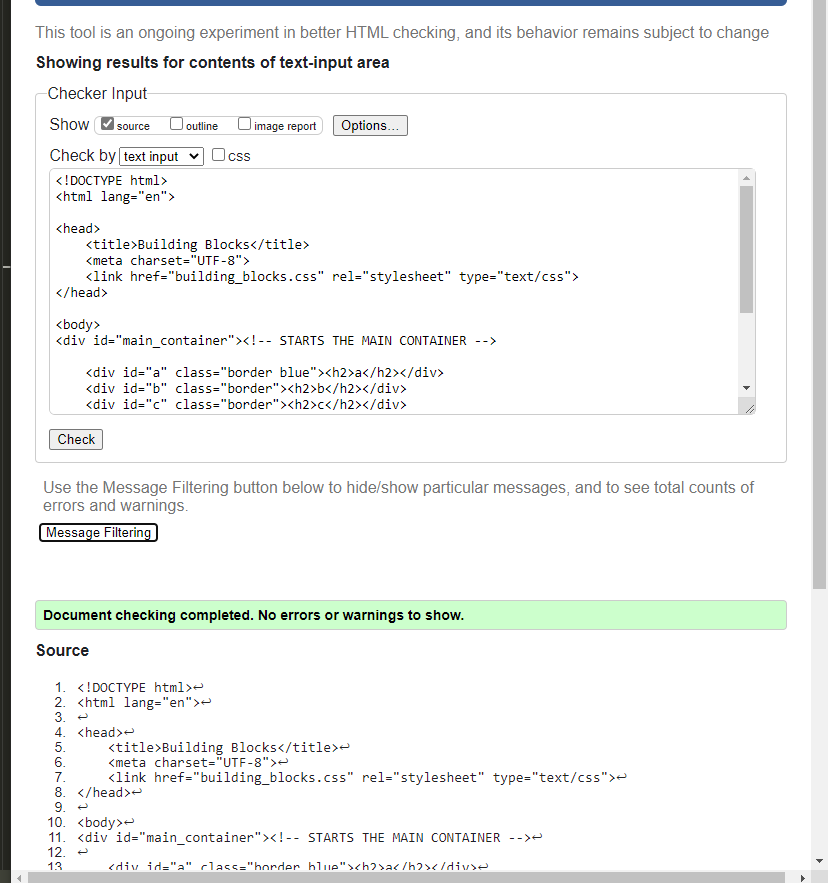 This tool is an ongoing experiment in better HTML checking, and its behavior remains subject to change
Showing results for contents of text-input area
Checker Input
Show source outline image report Options...
Check by text input css
<!DOCTYPE html>
<html lang="en">
<head>
<title>Building Blocks</title>
<meta charset="UTF-8">
<link href="building_blocks.css" rel="stylesheet" type="text/css">
</head>
<body>
<div id="main_container"><!-- STARTS THE MAIN CONTAINER -->
<div id="a" class="border blue"><h2>a</h2></div>
<div id="b" class="border"><h2>b</h2></div>
<div id="c" class="border"><h2>c</h2></div>
Check
Use the Message Filtering button below to hide/show particular messages, and to see total counts of
errors and warnings.
Message Filtering
Document checking completed. No errors or warnings to show.
Source
1. <!DOCTYPE html>↩
2. <html lang="en">↩
3. ↩
4. <head>↩
5. <title>Building Blocks</title>↩
6. <meta charset="UTF-8">↩
7. <link href="building_blocks.css" rel="stylesheet" type="text/css">↩
8. </head>↩
9. ↩
10. <body>↩
11. <div id="main_container"><!-- STARTS THE MAIN CONTAINER -->↩
12. ↩
13. <div id="a" class="border blue"><h2>a</h2></div>↩